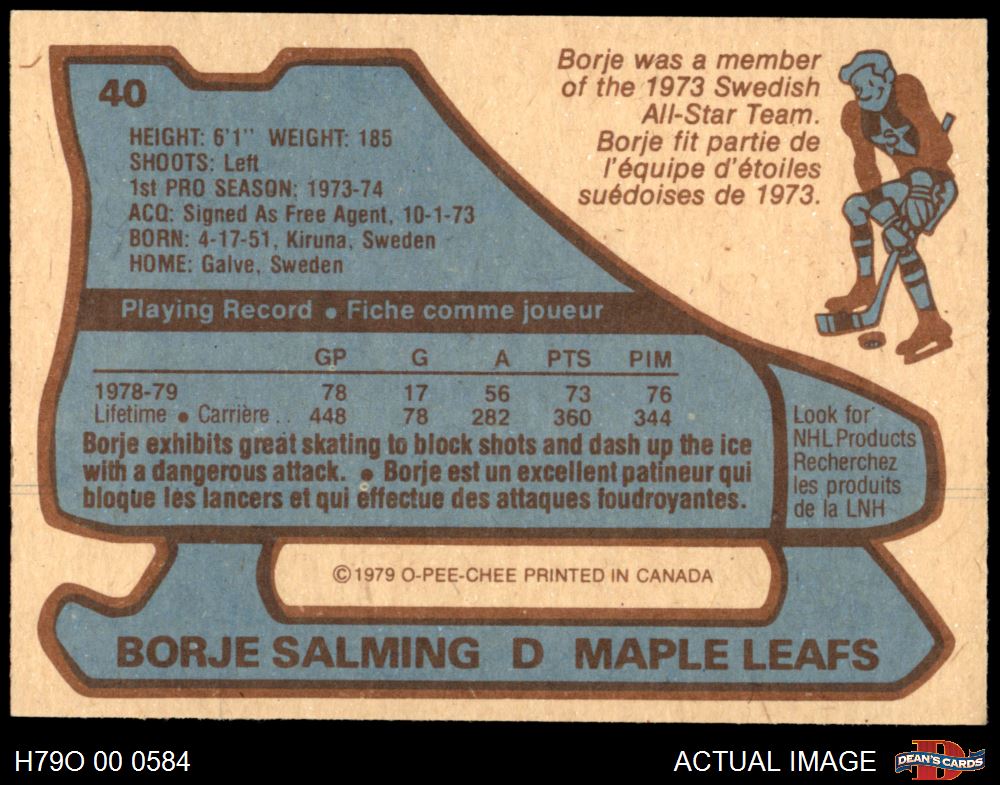 40
HEIGHT: 6'1" WEIGHT: 185
SHOOTS: Left
1st PRO SEASON: 1973-74
ACQ: Signed As Free Agent, 10-1-73
BORN: 4-17-51, Kiruna, Sweden
HOME: Galve, Sweden
Borje was a member
of the 1973 Swedish
All-Star Team.
Borje fit partie de
l'équipe d'étoiles
suédoises de 1973.
Playing Record • Fiche comme joueur
GP G A PTS PIM
1978-79 78 17 56 73 76
Lifetime • Carrière . . 448 78 282 360 344
Borje exhibits great skating to block shots and dash up the ice
with a dangerous attack. • Borje est un excellent patineur qui
bloque les lancers et qui effectue des attaques foudroyantes.
Look for
NHL Products
Recherchez
les produits
de la LNH
© 1979 O-PEE-CHEE PRINTED IN CANADA
BORJE SALMING D MAPLE LEAFS
H79O 00 0584
ACTUAL IMAGE
DEAN'S CARDS